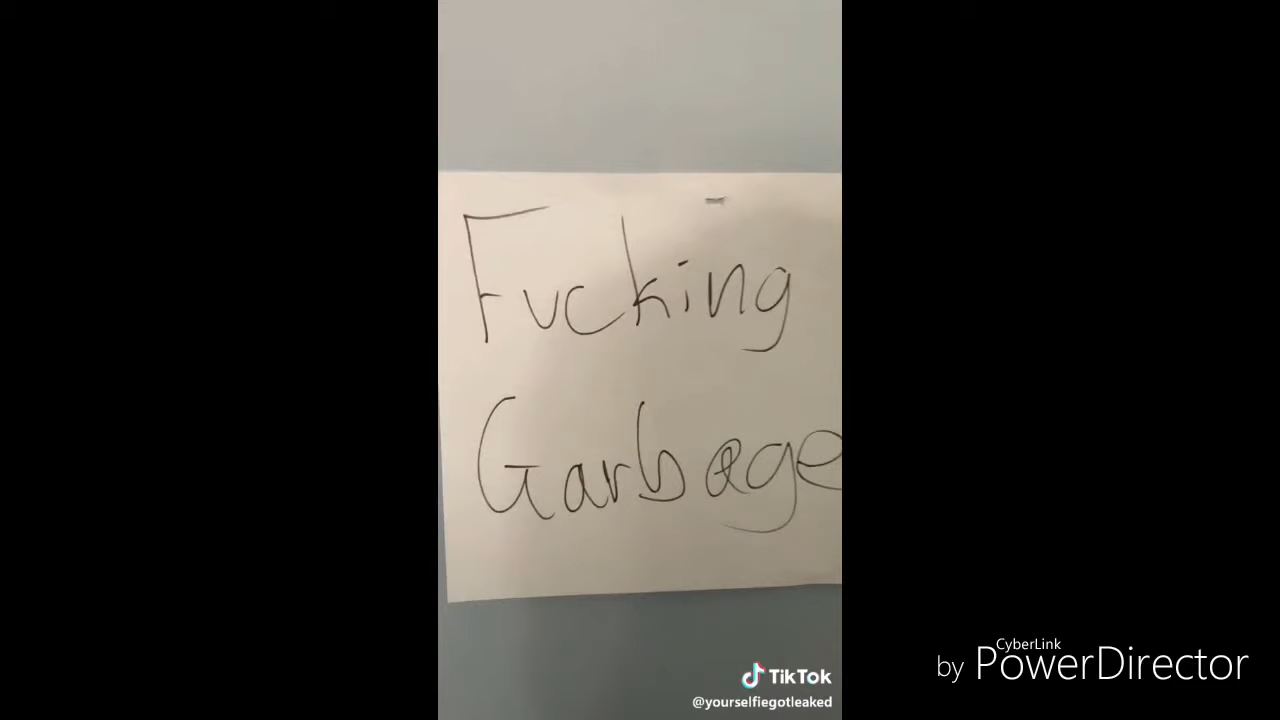 Fucking
Garbage
TikTok
@yourselfiegotleaked
CyberLink
by PowerDirector